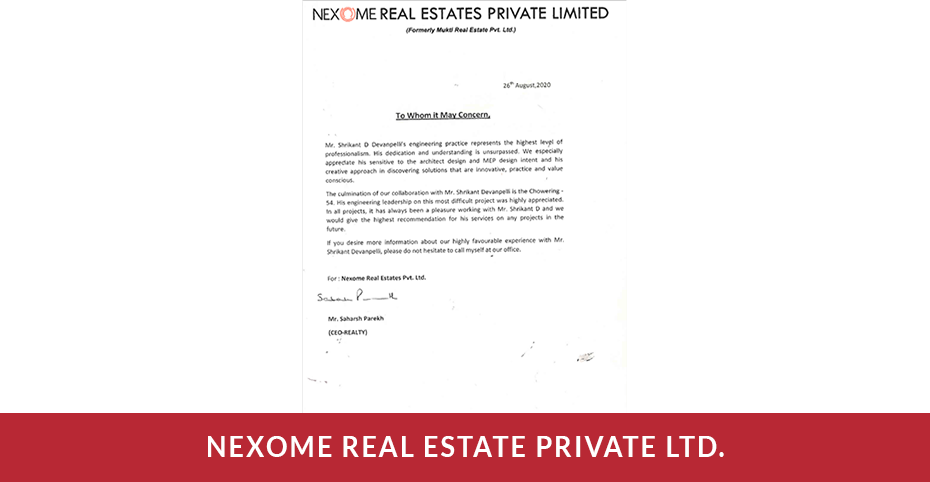 NEXOME REAL ESTATES PRIVATE LIMITED
(Formerly Mukti Real Estate Pvt. Ltd.)
26th August,2020
To Whom it May Concern,
Mr. Shrikant D Devanpelli's engineering practice represents the highest level of
professionalism. His dedication and understanding is unsurpassed. We especially
appreciate his sensitive to the architect design and MEP design intent and his
creative approach in discovering solutions that are innovative, practice and value
conscious.
The culmination of our collaboration with Mr. Shrikant Devanpelli is the Chowering -
54. His engineering leadership on this most difficult project was highly appreciated.
In all projects, it has always been a pleasure working with Mr. Shrikant D and we
would give the highest recommendation for his services on any projects in the
future.
If you desire more information about our highly favourable experience with Mr.
Shrikant Devanpelli, please do not hesitate to call myself at our office.
For : Nexome Real Estates Pvt. Ltd.
Mr. Saharsh Parekh
(CEO-REALTY)
NEXOME REAL ESTATE PRIVATE LTD.